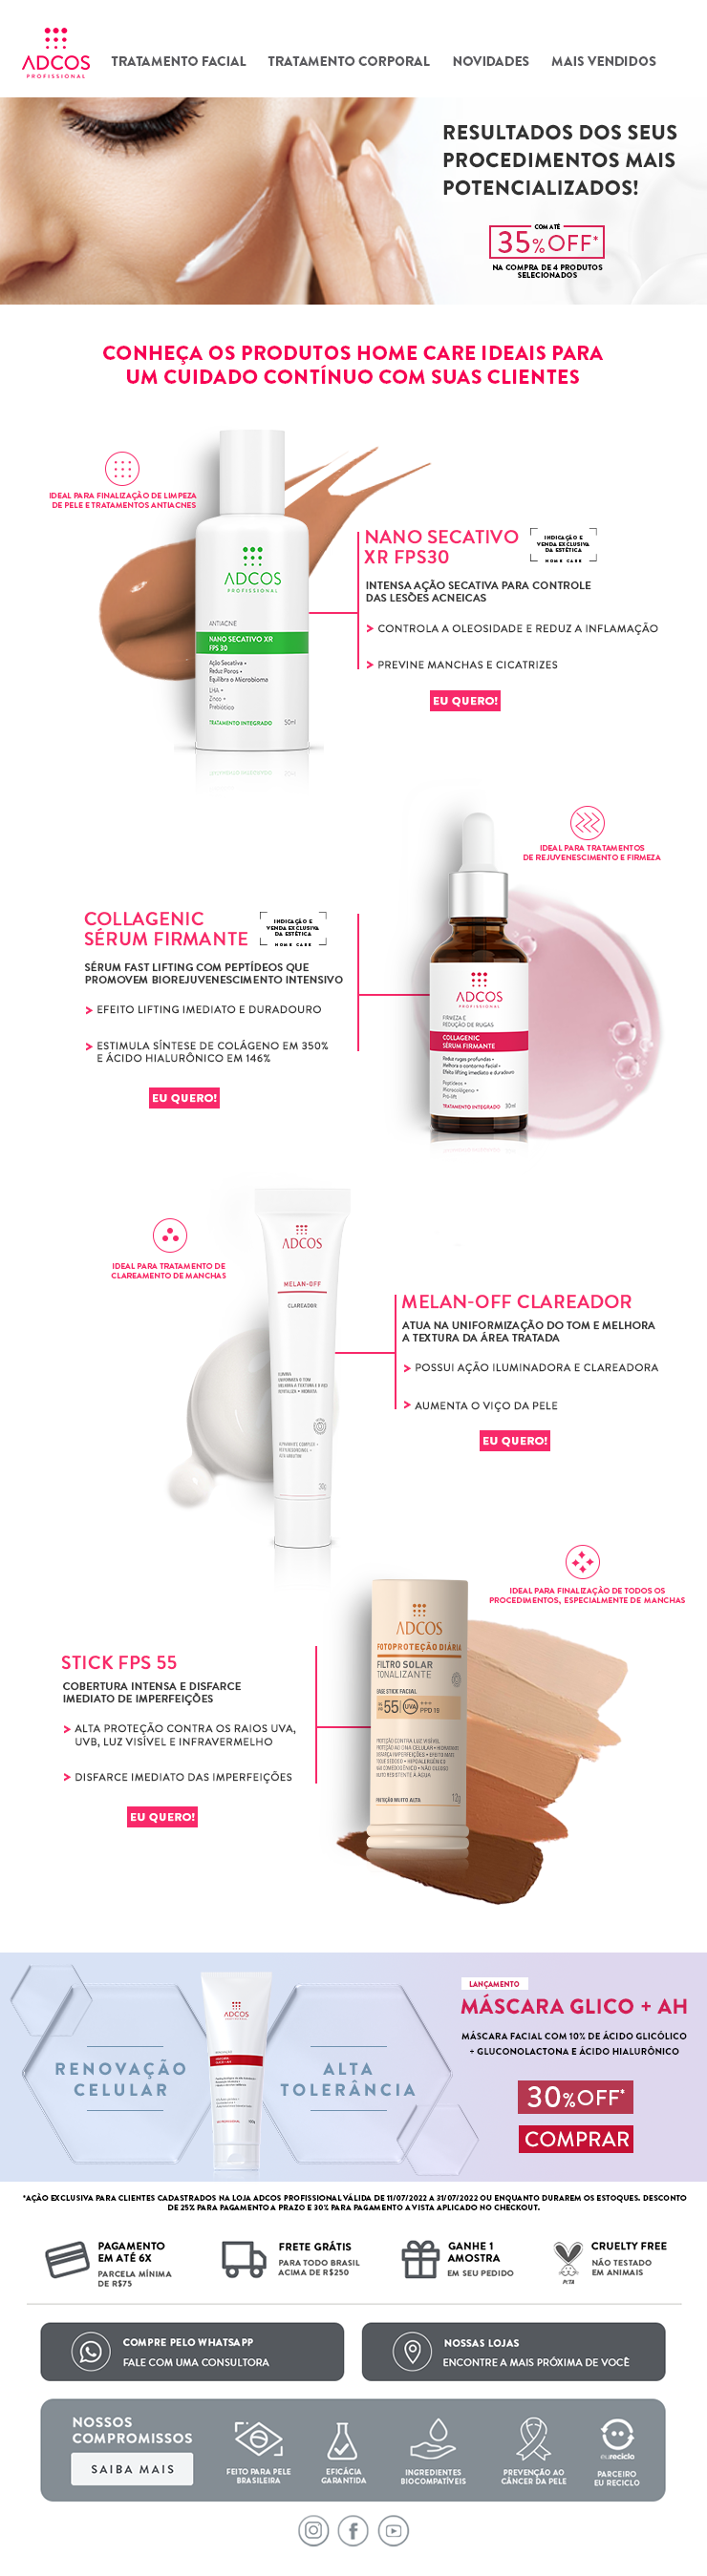 ADCOS
PROFISSIONAL
TRATAMENTO FACIAL TRATAMENTO CORPORAL NOVIDADES MAIS VENDIDOS
RESULTADOS DOS SEUS
PROCEDIMENTOS MAIS
POTENCIALIZADOS!
COM ATÉ
35% OFF*
NA COMPRA DE 4 PRODUTOS
SELECIONADOS
CONHEÇA OS PRODUTOS HOME CARE IDEAIS PARA
UM CUIDADO CONTÍNUO COM SUAS CLIENTES
IDEAL PARA FINALIZAÇÃO DE LIMPEZA
DE PELE E TRATAMENTOS ANTIACNES
ADCOS
PROFISSIONAL
ANTIACNE
NANO SECATIVO XR
FPS 30
Ação Secativa •
Reduz Poros •
Equilibra o Microbioma
LHA +
Zinco +
Prebiótico
TRATAMENTO INTEGRADO 50ml
NANO SECATIVO
XR FPS30
INDICAÇÃO E
VENDA EXCLUSIVA
DA ESTÉTICA
HOME CARE
INTENSA AÇÃO SECATIVA PARA CONTROLE
DAS LESÕES ACNEICAS
CONTROLA A OLEOSIDADE E REDUZ A INFLAMAÇÃO
PREVINE MANCHAS E CICATRIZES
EU QUERO!
IDEAL PARA TRATAMENTOS
DE REJUVENESCIMENTO E FIRMEZA
COLLAGENIC
SÉRUM FIRMANTE
INDICAÇÃO E
VENDA EXCLUSIVA
DA ESTÉTICA
HOME CARE
SÉRUM FAST LIFTING COM PEPTÍDEOS QUE
PROMOVEM BIOREJUVENESCIMENTO INTENSIVO
EFEITO LIFTING IMEDIATO E DURADOURO
ESTIMULA SÍNTESE DE COLÁGENO EM 350%
E ÁCIDO HIALURÔNICO EM 146%
EU QUERO!
ADCOS
PROFISSIONAL
FIRMEZA E
REDUÇÃO DE RUGAS
COLLAGENIC
SÉRUM FIRMANTE
Reduz rugas profundas •
Melhora o contorno facial •
Efeito lifting imediato e duradouro
Peptídeos +
Microcolágeno +
Pro-lift
TRATAMENTO INTEGRADO 30ml
IDEAL PARA TRATAMENTO DE
CLAREAMENTO DE MANCHAS
ADCOS
MELAN-OFF
CLAREADOR
30g
MELAN-OFF CLAREADOR
ATUA NA UNIFORMIZAÇÃO DO TOM E MELHORA
A TEXTURA DA ÁREA TRATADA
POSSUI AÇÃO ILUMINADORA E CLAREADORA
AUMENTA O VIÇO DA PELE
EU QUERO!
IDEAL PARA FINALIZAÇÃO DE TODOS OS
PROCEDIMENTOS, ESPECIALMENTE DE MANCHAS
STICK FPS 55
COBERTURA INTENSA E DISFARCE
IMEDIATO DE IMPERFEIÇÕES
ALTA PROTEÇÃO CONTRA OS RAIOS UVA,
UVB, LUZ VISÍVEL E INFRAVERMELHO
DISFARCE IMEDIATO DAS IMPERFEIÇÕES
EU QUERO!
ADCOS
FOTOPROTEÇÃO DIÁRIA
FILTRO SOLAR
TONALIZANTE
BASE STICK FACIAL
55 UVA PPD 18
PROTEÇÃO MUITO ALTA 12g
RENOVAÇÃO
CELULAR
ADCOS
ALTA
TOLERÂNCIA
LANÇAMENTO
MÁSCARA GLICO + AH
MÁSCARA FACIAL COM 10% DE ÁCIDO GLICÓLICO
+ GLUCONOLACTONA E ÁCIDO HIALURÔNICO
30% OFF*
COMPRAR
*AÇÃO EXCLUSIVA PARA CLIENTES CADASTRADOS NA LOJA ADCOS PROFISSIONAL VÁLIDA DE 11/07/2022 A 31/07/2022 OU ENQUANTO DURAREM OS ESTOQUES. DESCONTO
DE 25% PARA PAGAMENTO A PRAZO E 30% PARA PAGAMENTO A VISTA APLICADO NO CHECKOUT.
PAGAMENTO
EM ATÉ 6X
PARCELA MÍNIMA
DE R$75
FRETE GRÁTIS
PARA TODO BRASIL
ACIMA DE R$250
GANHE 1
AMOSTRA
EM SEU PEDIDO
PETA
CRUELTY FREE
NÃO TESTADO
EM ANIMAIS
COMPRE PELO WHATSAPP
FALE COM UMA CONSULTORA
NOSSAS LOJAS
ENCONTRE A MAIS PRÓXIMA DE VOCÊ
NOSSOS
COMPROMISSOS
SAIBA MAIS
FEITO PARA PELE
BRASILEIRA
EFICÁCIA
GARANTIDA
INGREDIENTES
BIOCOMPATÍVEIS
PREVENÇÃO AO
CÂNCER DA PELE
eureciclo
PARCEIRO
EU RECICLO